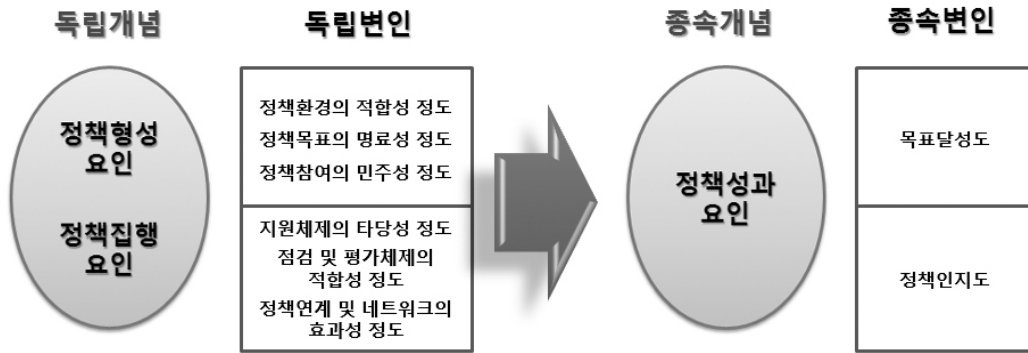 독립개념
독립변인
종속개념
종속변인
정책형성
요인
정책집행
요인
정책환경의 적합성 정도
정책목표의 명료성 정도
정책참여의 민주성 정도
지원체제의 타당성 정도
점검 및 평가체제의
적합성 정도
정책연계 및 네트워크의
효과성 정도
정책성과
요인
목표달성도
정책인지도